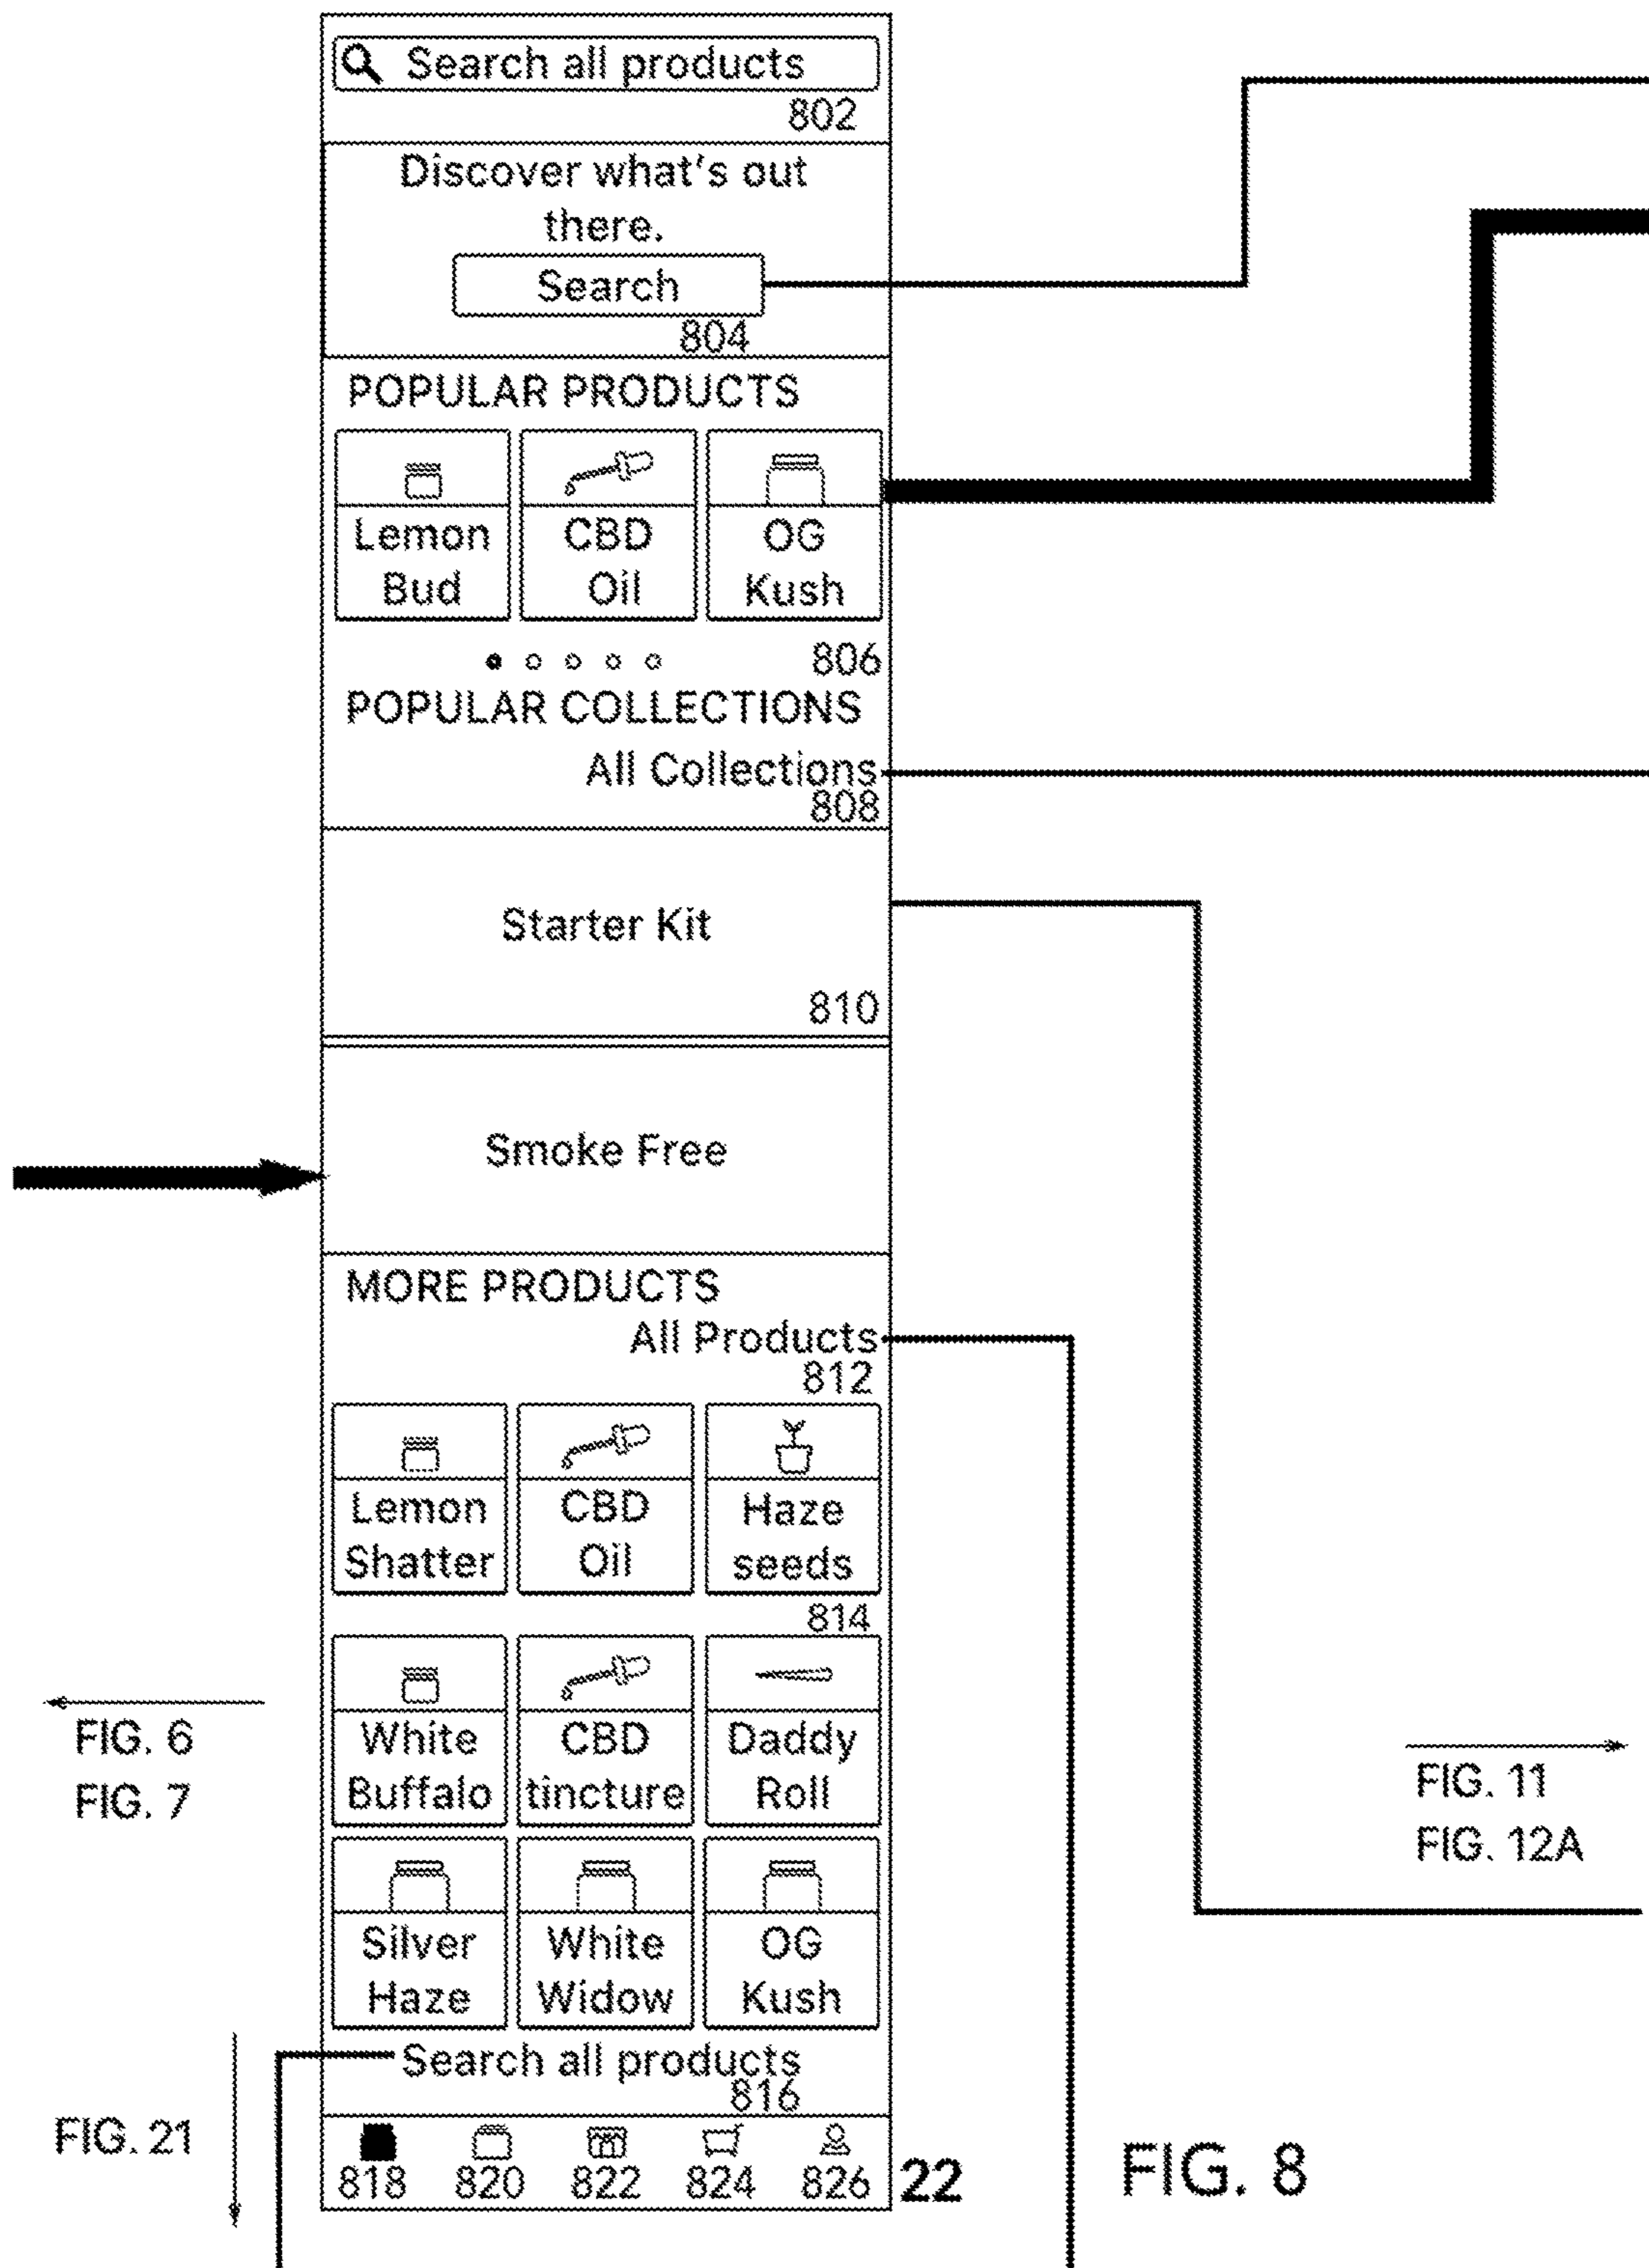 Search all products
802
Discover what's out
there.
Search
804
POPULAR PRODUCTS
Lemon
Bud
CBD
Oil
OG
Kush
806
POPULAR COLLECTIONS
All Collections
808
Starter Kit
810
Smoke Free
MORE PRODUCTS
All Products
812
Lemon
Shatter
CBD
Oil
Haze
seeds
814
White
Buffalo
CBD
tincture
Daddy
Roll
FIG. 6
FIG. 7
FIG. 11
FIG. 12A
Silver
Haze
White
Widow
OG
Kush
Search all products
816
FIG. 21
818 820 822 824 826
22
FIG. 8